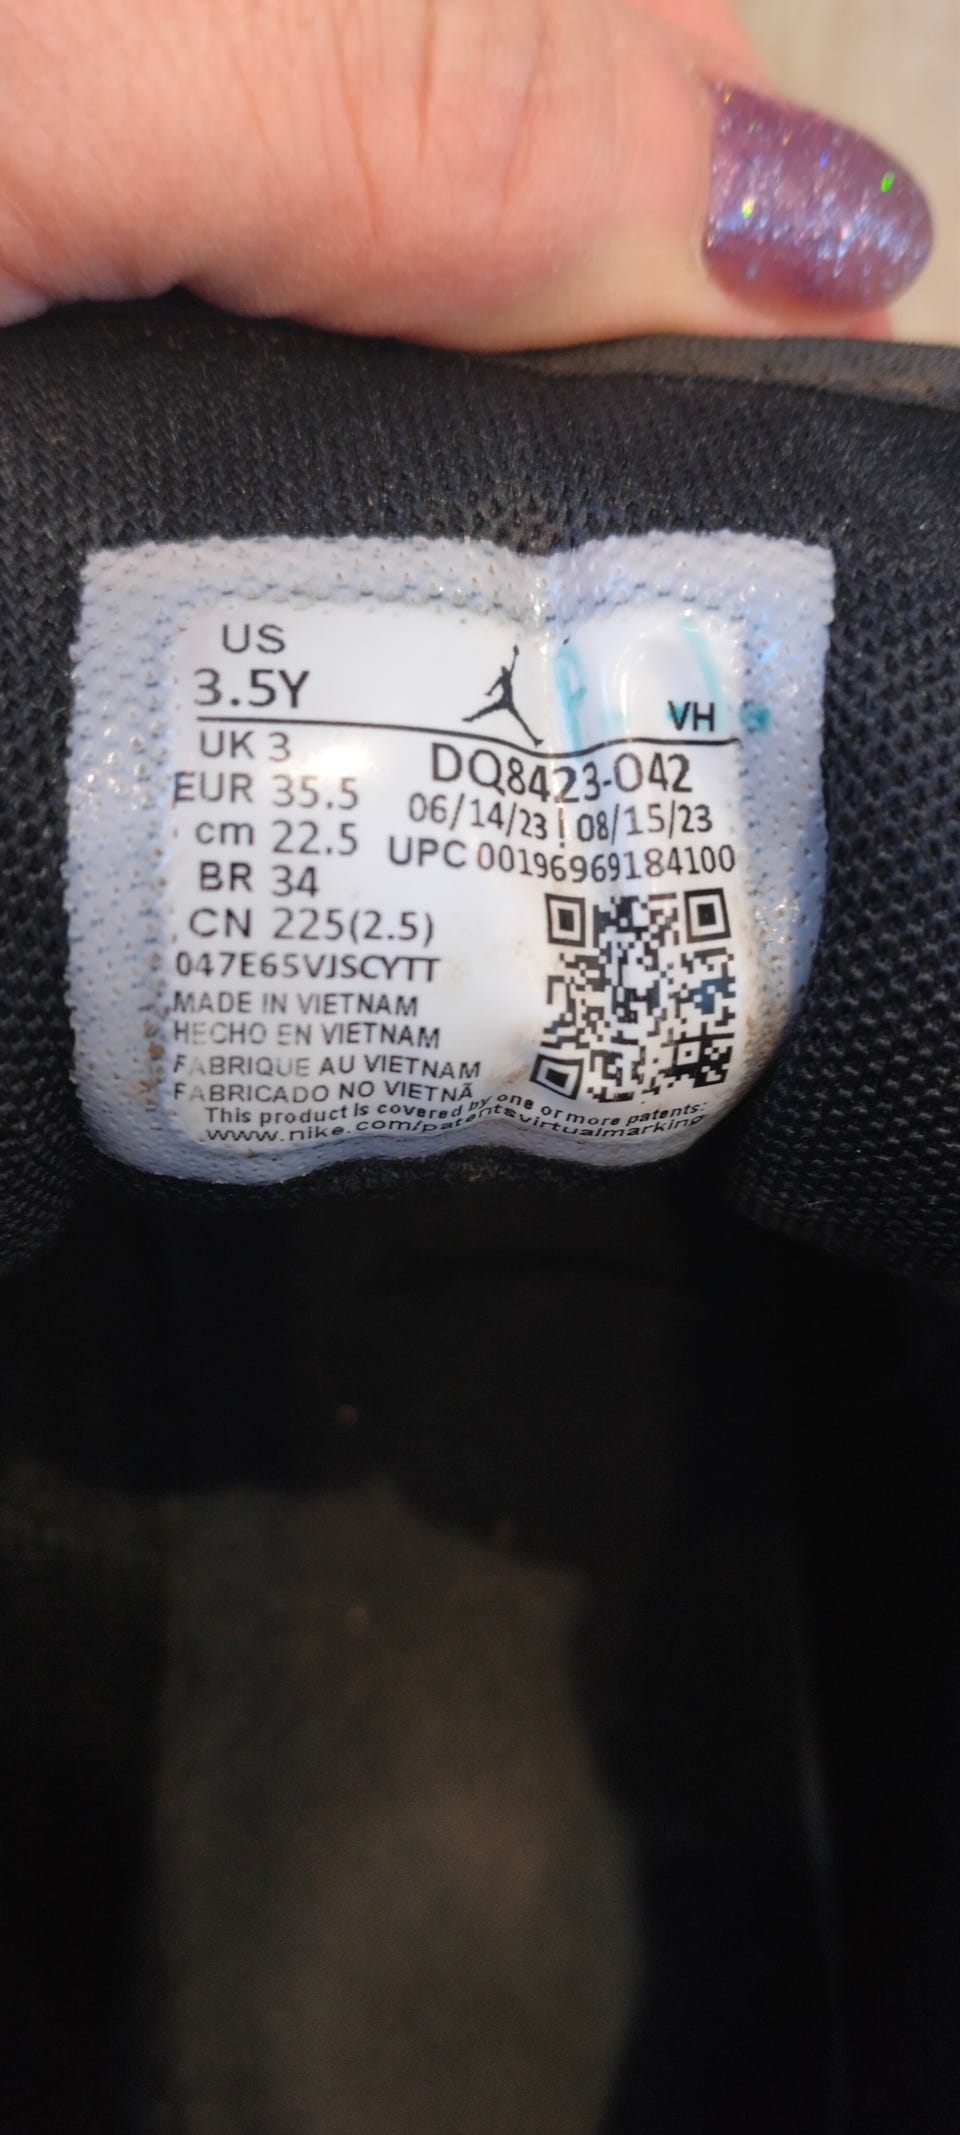 US
3.5Y
VH
UK 3
EUR 35.5
cm 22.5
BR 34
CN 225(2.5)
DQ8423-042
06/14/23 | 08/15/23
UPC 00196969184100
047E65VJSCYTT
MADE IN VIETNAM
HECHO EN VIETNAM
FABRIQUE AU VIETNAM
FABRICADO NO VIETNÃ
This product is covered by one or more patents:
www.nike.com/patentsvirtualmarking